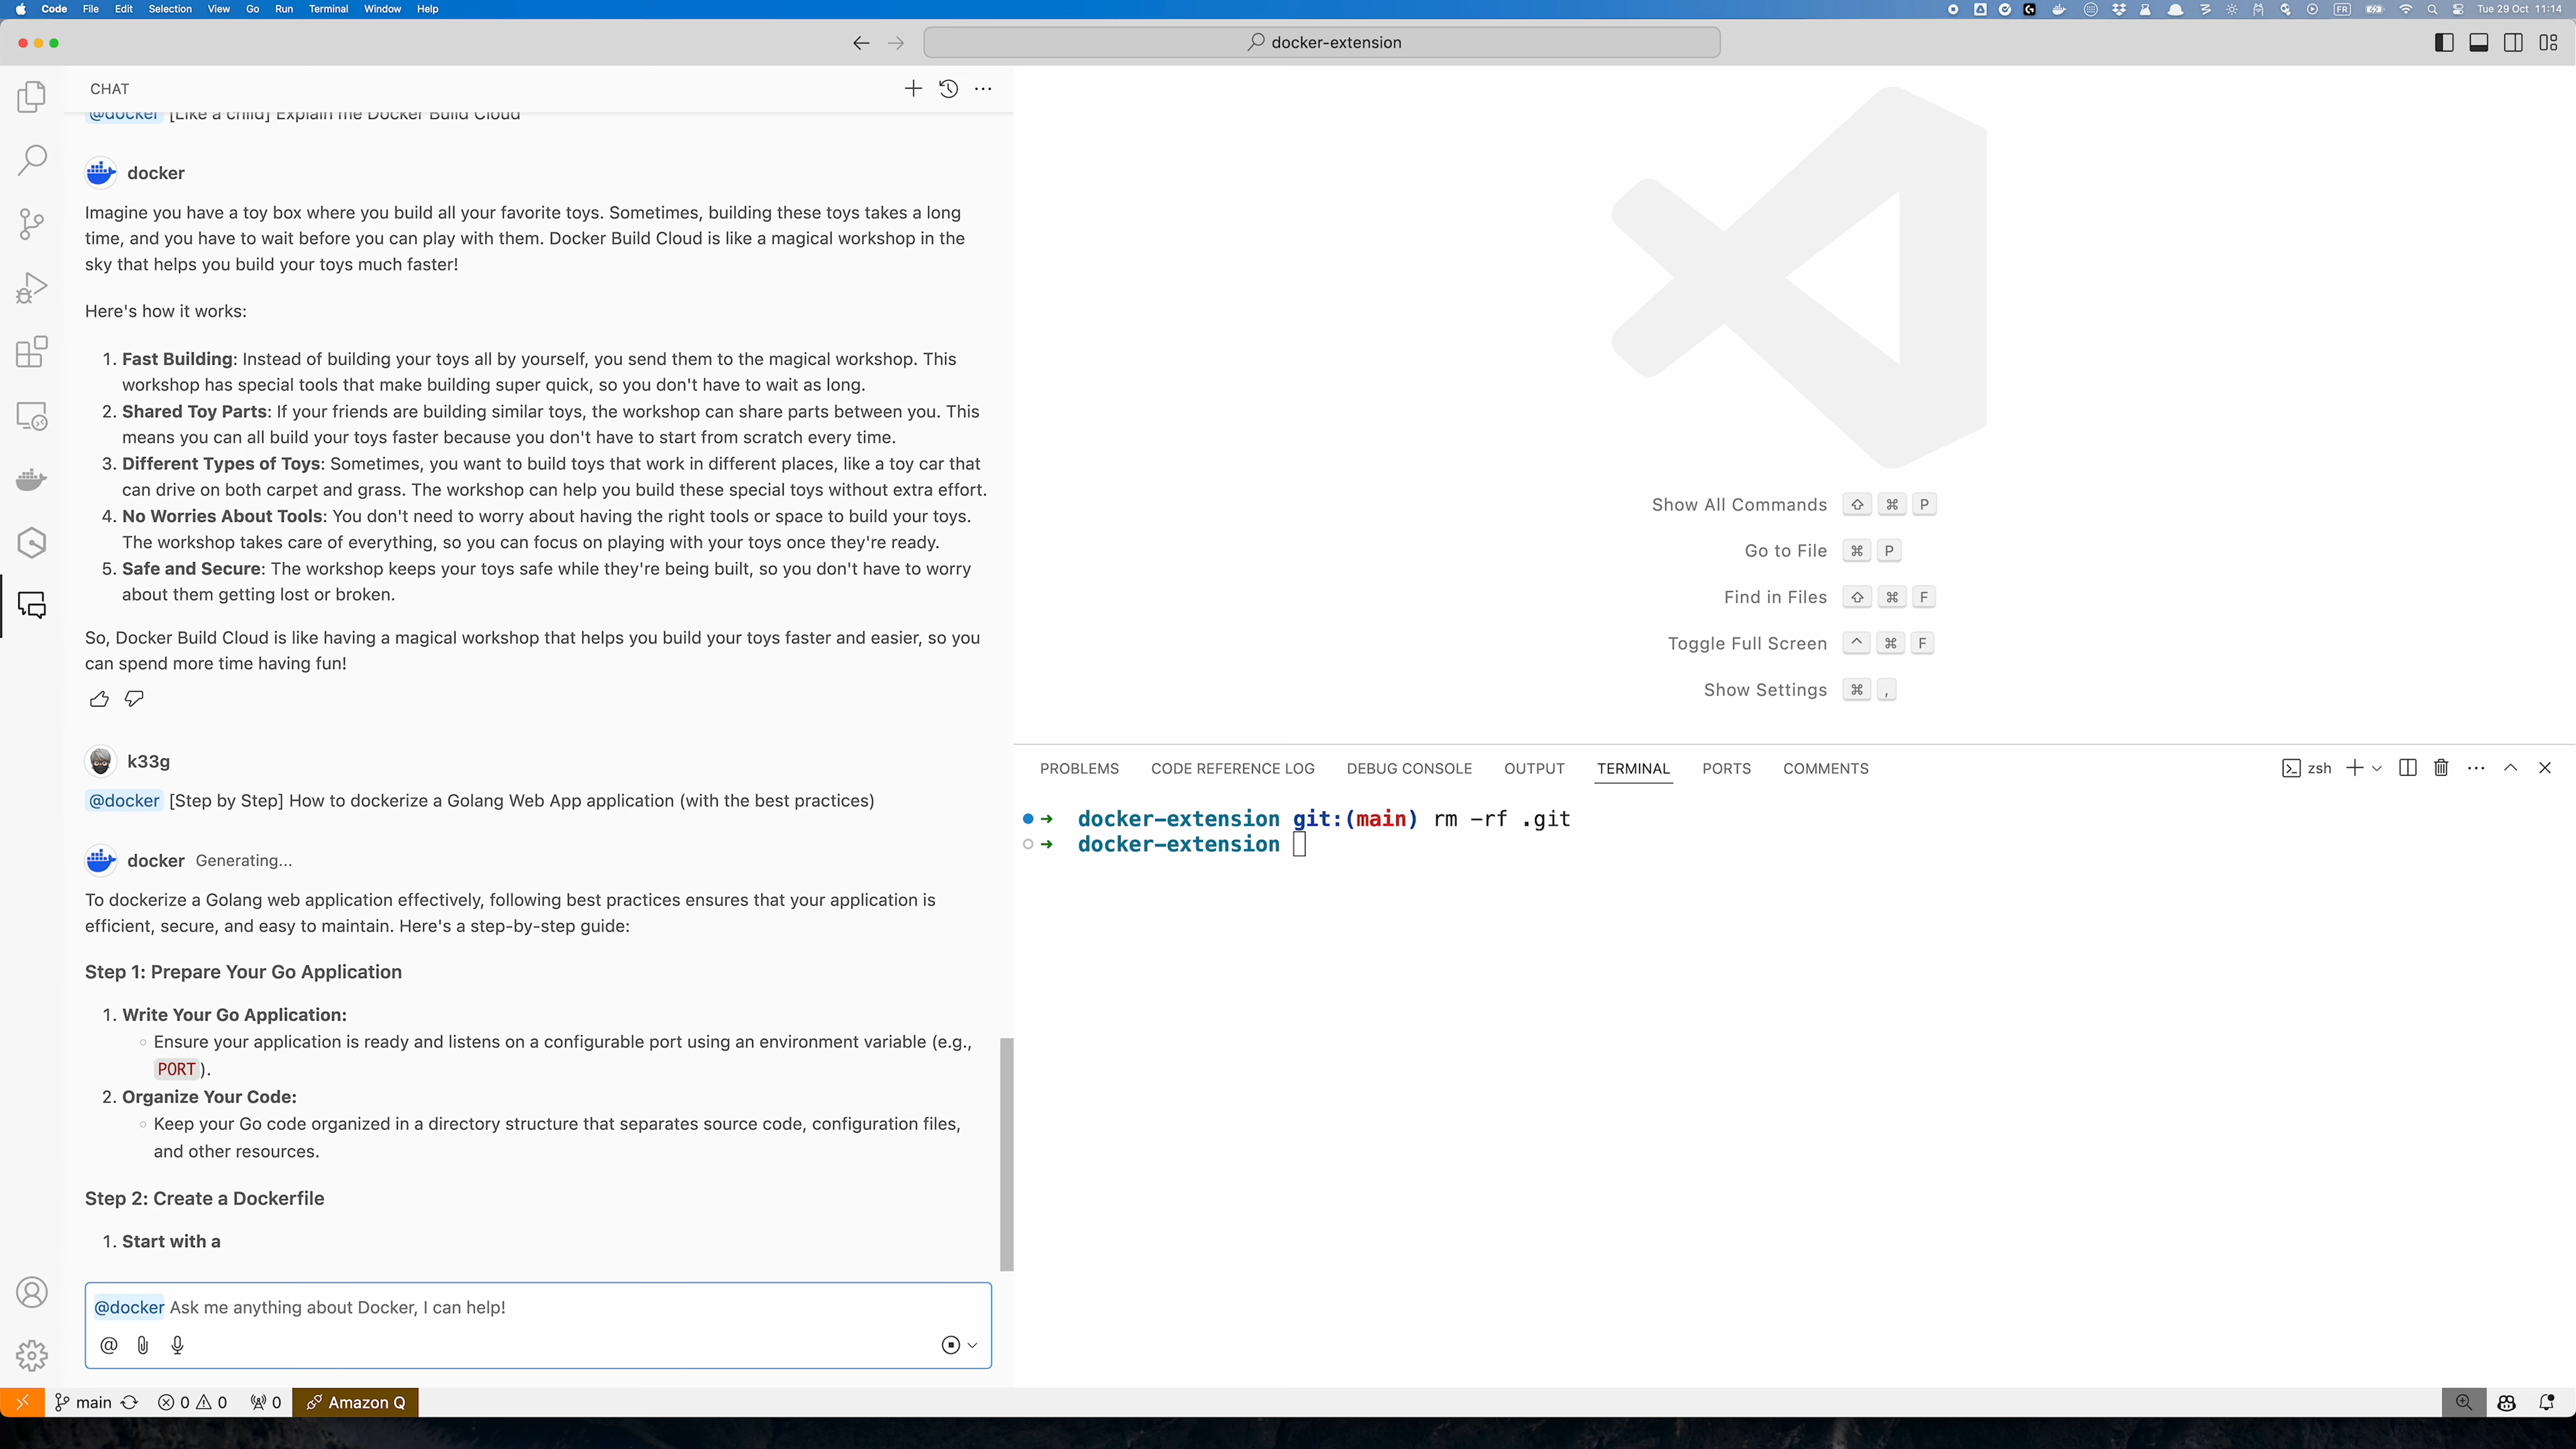 Code File Edit Selection View Go Run Terminal Window Help
FR
Tue 29 Oct 11:14
docker-extension
CHAT
@docker [Like a child] Explain me Docker Build Cloud
docker
Imagine you have a toy box where you build all your favorite toys. Sometimes, building these toys takes a long
time, and you have to wait before you can play with them. Docker Build Cloud is like a magical workshop in the
sky that helps you build your toys much faster!
Here's how it works:
1. Fast Building: Instead of building your toys all by yourself, you send them to the magical workshop. This
workshop has special tools that make building super quick, so you don't have to wait as long.
2. Shared Toy Parts: If your friends are building similar toys, the workshop can share parts between you. This
means you can all build your toys faster because you don't have to start from scratch every time.
3. Different Types of Toys: Sometimes, you want to build toys that work in different places, like a toy car that
can drive on both carpet and grass. The workshop can help you build these special toys without extra effort.
4. No Worries About Tools: You don't need to worry about having the right tools or space to build your toys.
The workshop takes care of everything, so you can focus on playing with your toys once they're ready.
5. Safe and Secure: The workshop keeps your toys safe while they're being built, so you don't have to worry
about them getting lost or broken.
So, Docker Build Cloud is like having a magical workshop that helps you build your toys faster and easier, so you
can spend more time having fun!
k33g
@docker [Step by Step] How to dockerize a Golang Web App application (with the best practices)
docker Generating...
To dockerize a Golang web application effectively, following best practices ensures that your application is
efficient, secure, and easy to maintain. Here's a step-by-step guide:
Step 1: Prepare Your Go Application
1. Write Your Go Application:
Ensure your application is ready and listens on a configurable port using an environment variable (e.g.,
PORT).
2. Organize Your Code:
Keep your Go code organized in a directory structure that separates source code, configuration files,
and other resources.
Step 2: Create a Dockerfile
1. Start with a
@docker Ask me anything about Docker, I can help!
Show All Commands ⇧ ⌘ P
Go to File ⌘ P
Find in Files ⇧ ⌘ F
Toggle Full Screen ^ ⌘ F
Show Settings ⌘ ,
PROBLEMS CODE REFERENCE LOG DEBUG CONSOLE OUTPUT TERMINAL PORTS COMMENTS
zsh
➜ docker-extension git:(main) rm -rf .git
➜ docker-extension
main 0 0 0 Amazon Q